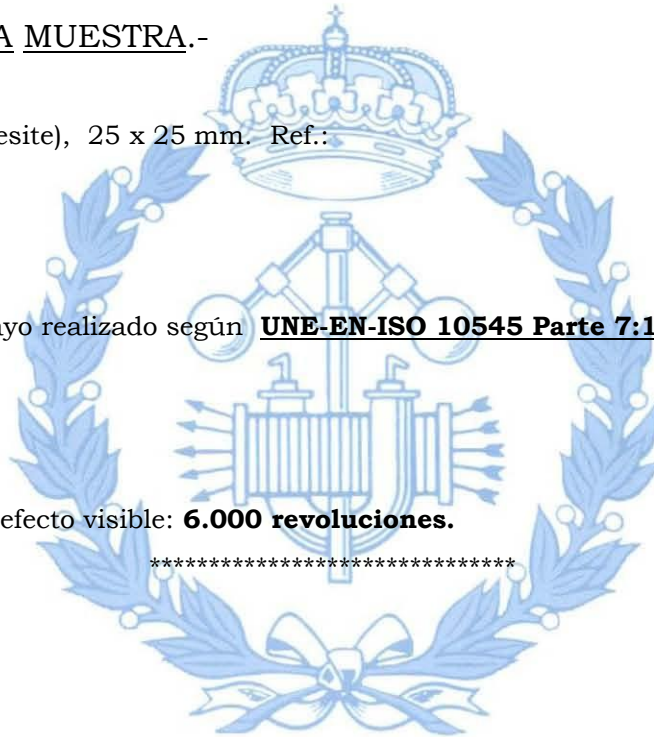 A MUESTRA.-
esite), 25 x 25 mm. Ref.:
yo realizado según UNE-EN-ISO 10545 Parte 7:1
efecto visible: 6.000 revoluciones.
*******************************